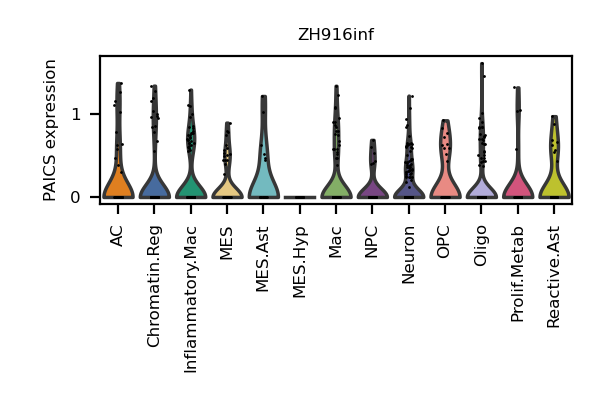 ZH916inf
PAICS expression
1
0
AC
Chromatin.Reg
Inflammatory.Mac
MES
MES.Ast
MES.Hyp
Mac
NPC
Neuron
OPC
Oligo
Prolif.Metab
Reactive.Ast